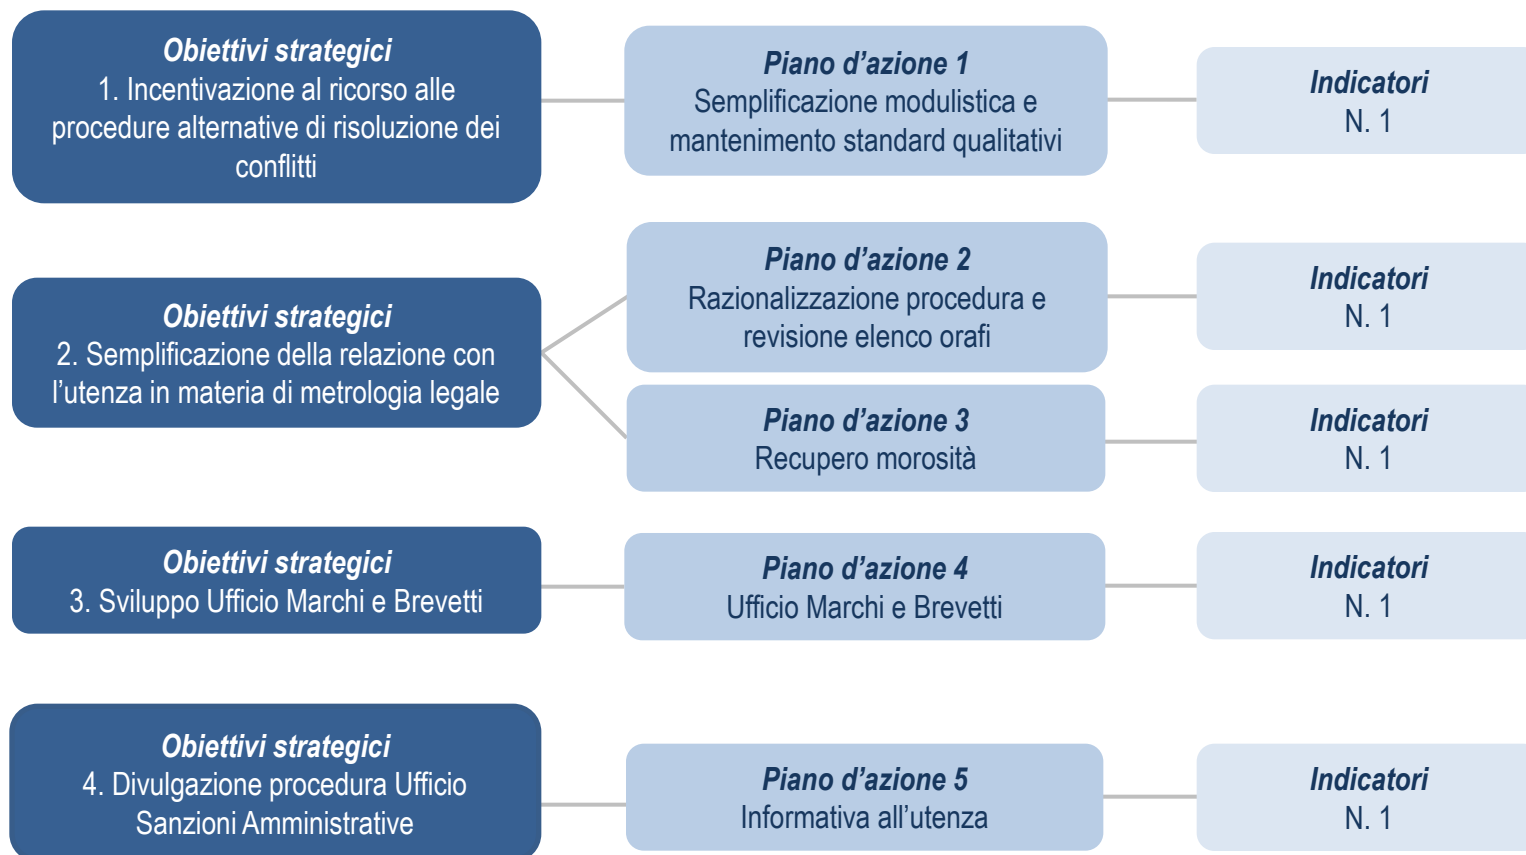 Obiettivi strategici
1. Incentivazione al ricorso alle
procedure alternative di risoluzione dei
conflitti
Piano d'azione 1
Semplificazione modulistica e
mantenimento standard qualitativi
Indicatori
N. 1
Obiettivi strategici
2. Semplificazione della relazione con
l'utenza in materia di metrologia legale
Piano d'azione 2
Razionalizzazione procedura e
revisione elenco orafi
Indicatori
N. 1
Piano d'azione 3
Recupero morosità
Indicatori
N. 1
Obiettivi strategici
3. Sviluppo Ufficio Marchi e Brevetti
Piano d'azione 4
Ufficio Marchi e Brevetti
Indicatori
N. 1
Obiettivi strategici
4. Divulgazione procedura Ufficio
Sanzioni Amministrative
Piano d'azione 5
Informativa all'utenza
Indicatori
N. 1